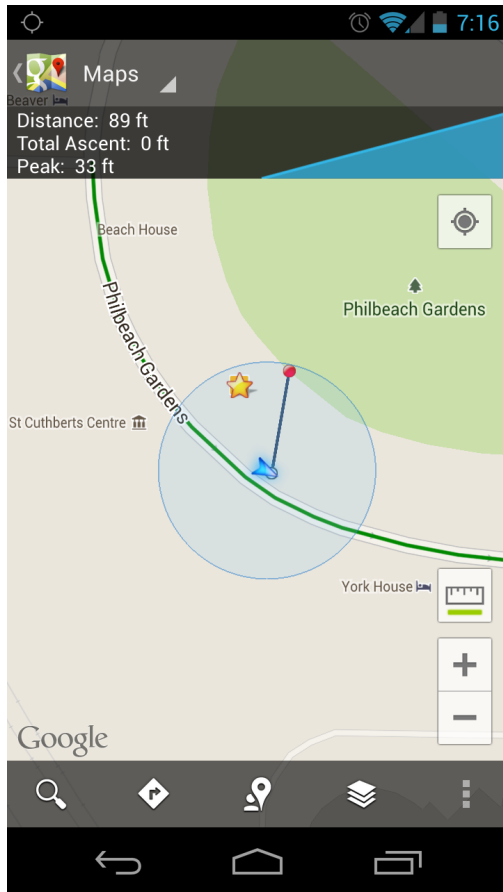 7:16
Maps
Beaver
Distance: 89 ft
Total Ascent: 0 ft
Peak: 33 ft
Beach House
Philbeach Gardens
Philbeach Gardens
St Cuthberts Centre
York House
Google